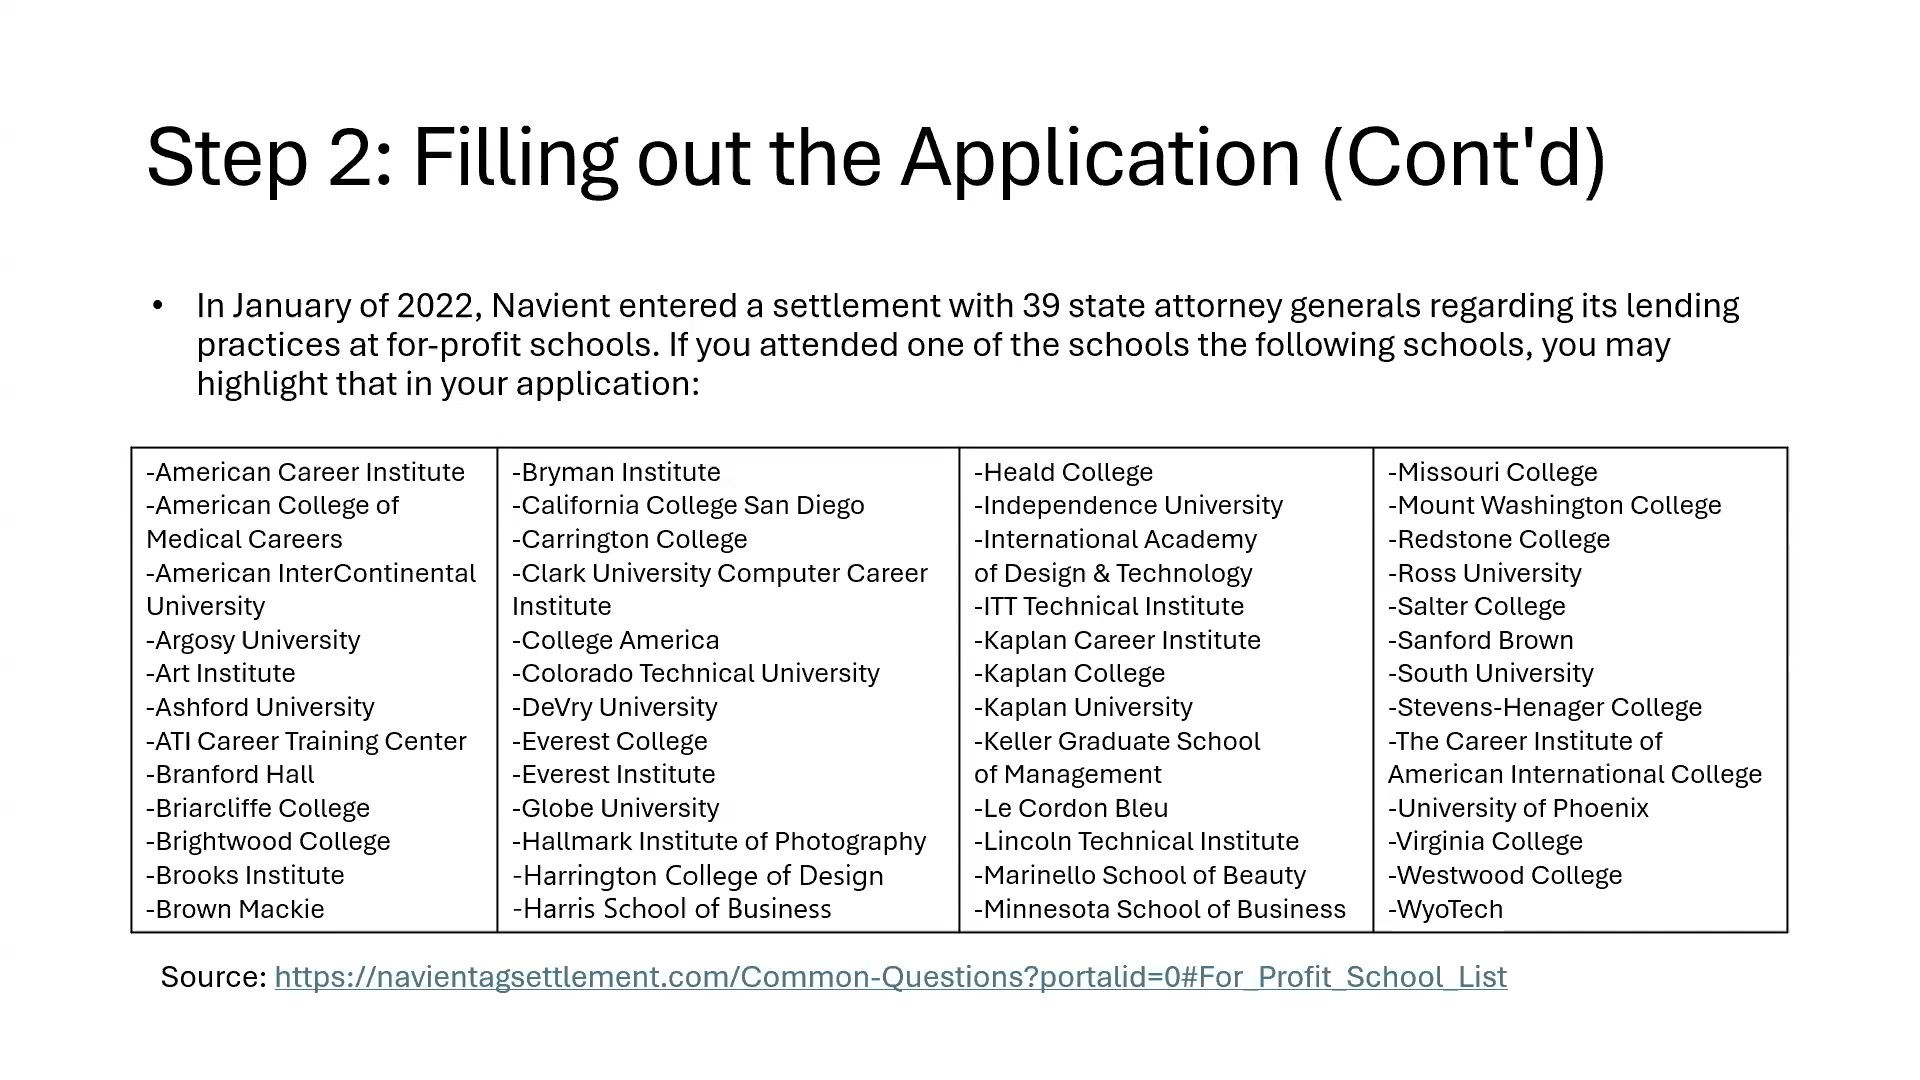 Step 2: Filling out the Application (Cont'd)
• In January of 2022, Navient entered a settlement with 39 state attorney generals regarding its lending
practices at for-profit schools. If you attended one of the schools the following schools, you may
highlight that in your application:
-American Career Institute
-American College of
Medical Careers
-American InterContinental
University
-Argosy University
-Art Institute
-Ashford University
-ATI Career Training Center
-Branford Hall
-Briarcliffe College
-Brightwood College
-Brooks Institute
-Brown Mackie
-Bryman Institute
-California College San Diego
-Carrington College
-Clark University Computer Career
Institute
-College America
-Colorado Technical University
-DeVry University
-Everest College
-Everest Institute
-Globe University
-Hallmark Institute of Photography
-Harrington College of Design
-Harris School of Business
-Heald College
-Independence University
-International Academy
of Design & Technology
-ITT Technical Institute
-Kaplan Career Institute
-Kaplan College
-Kaplan University
-Keller Graduate School
of Management
-Le Cordon Bleu
-Lincoln Technical Institute
-Marinello School of Beauty
-Minnesota School of Business
-Missouri College
-Mount Washington College
-Redstone College
-Ross University
-Salter College
-Sanford Brown
-South University
-Stevens-Henager College
-The Career Institute of
American International College
-University of Phoenix
-Virginia College
-Westwood College
-WyoTech
Source: https://navientagsettlement.com/Common-Questions?portalid=0#For_Profit_School_List